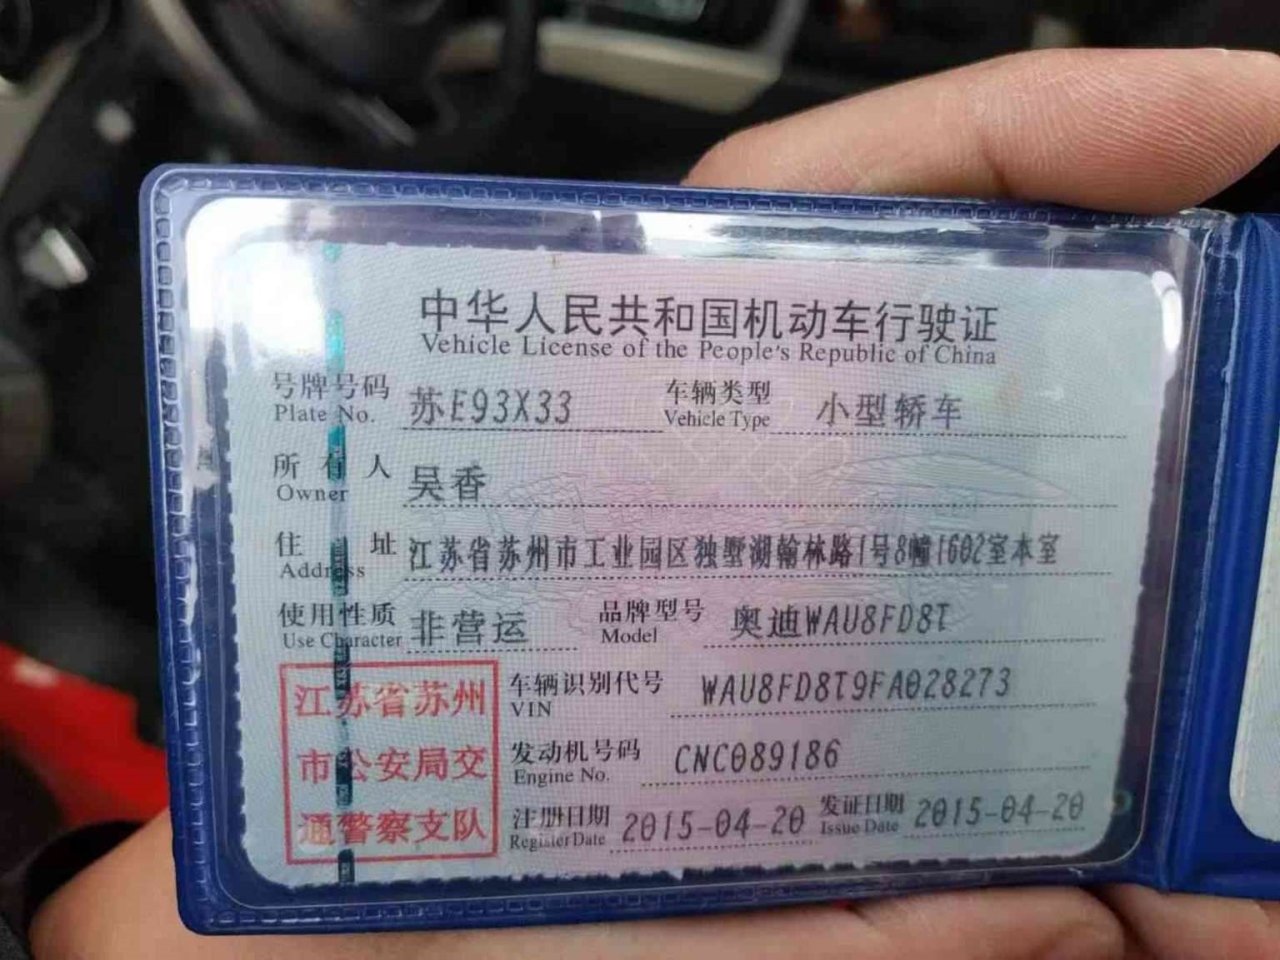 中华人民共和国机动车行驶证
Vehicle License of the People's Republic of China
号牌号码 苏E93X33 车辆类型 小型轿车
Plate No. Vehicle Type
所有人 吴香
Owner
住址 江苏省苏州市工业园区独墅湖翰林路1号8幢1602室本室
Address
使用性质 非营运 品牌型号 奥迪WAU8FD8T
Use Character Model
江苏省苏州 车辆识别代号 WAU8FD8T9FA028273
VIN
市公安局交 发动机号码 CNC089186
Engine No.
通警察支队 注册日期 2015-04-20 发证日期 2015-04-20
Register Date Issue Date